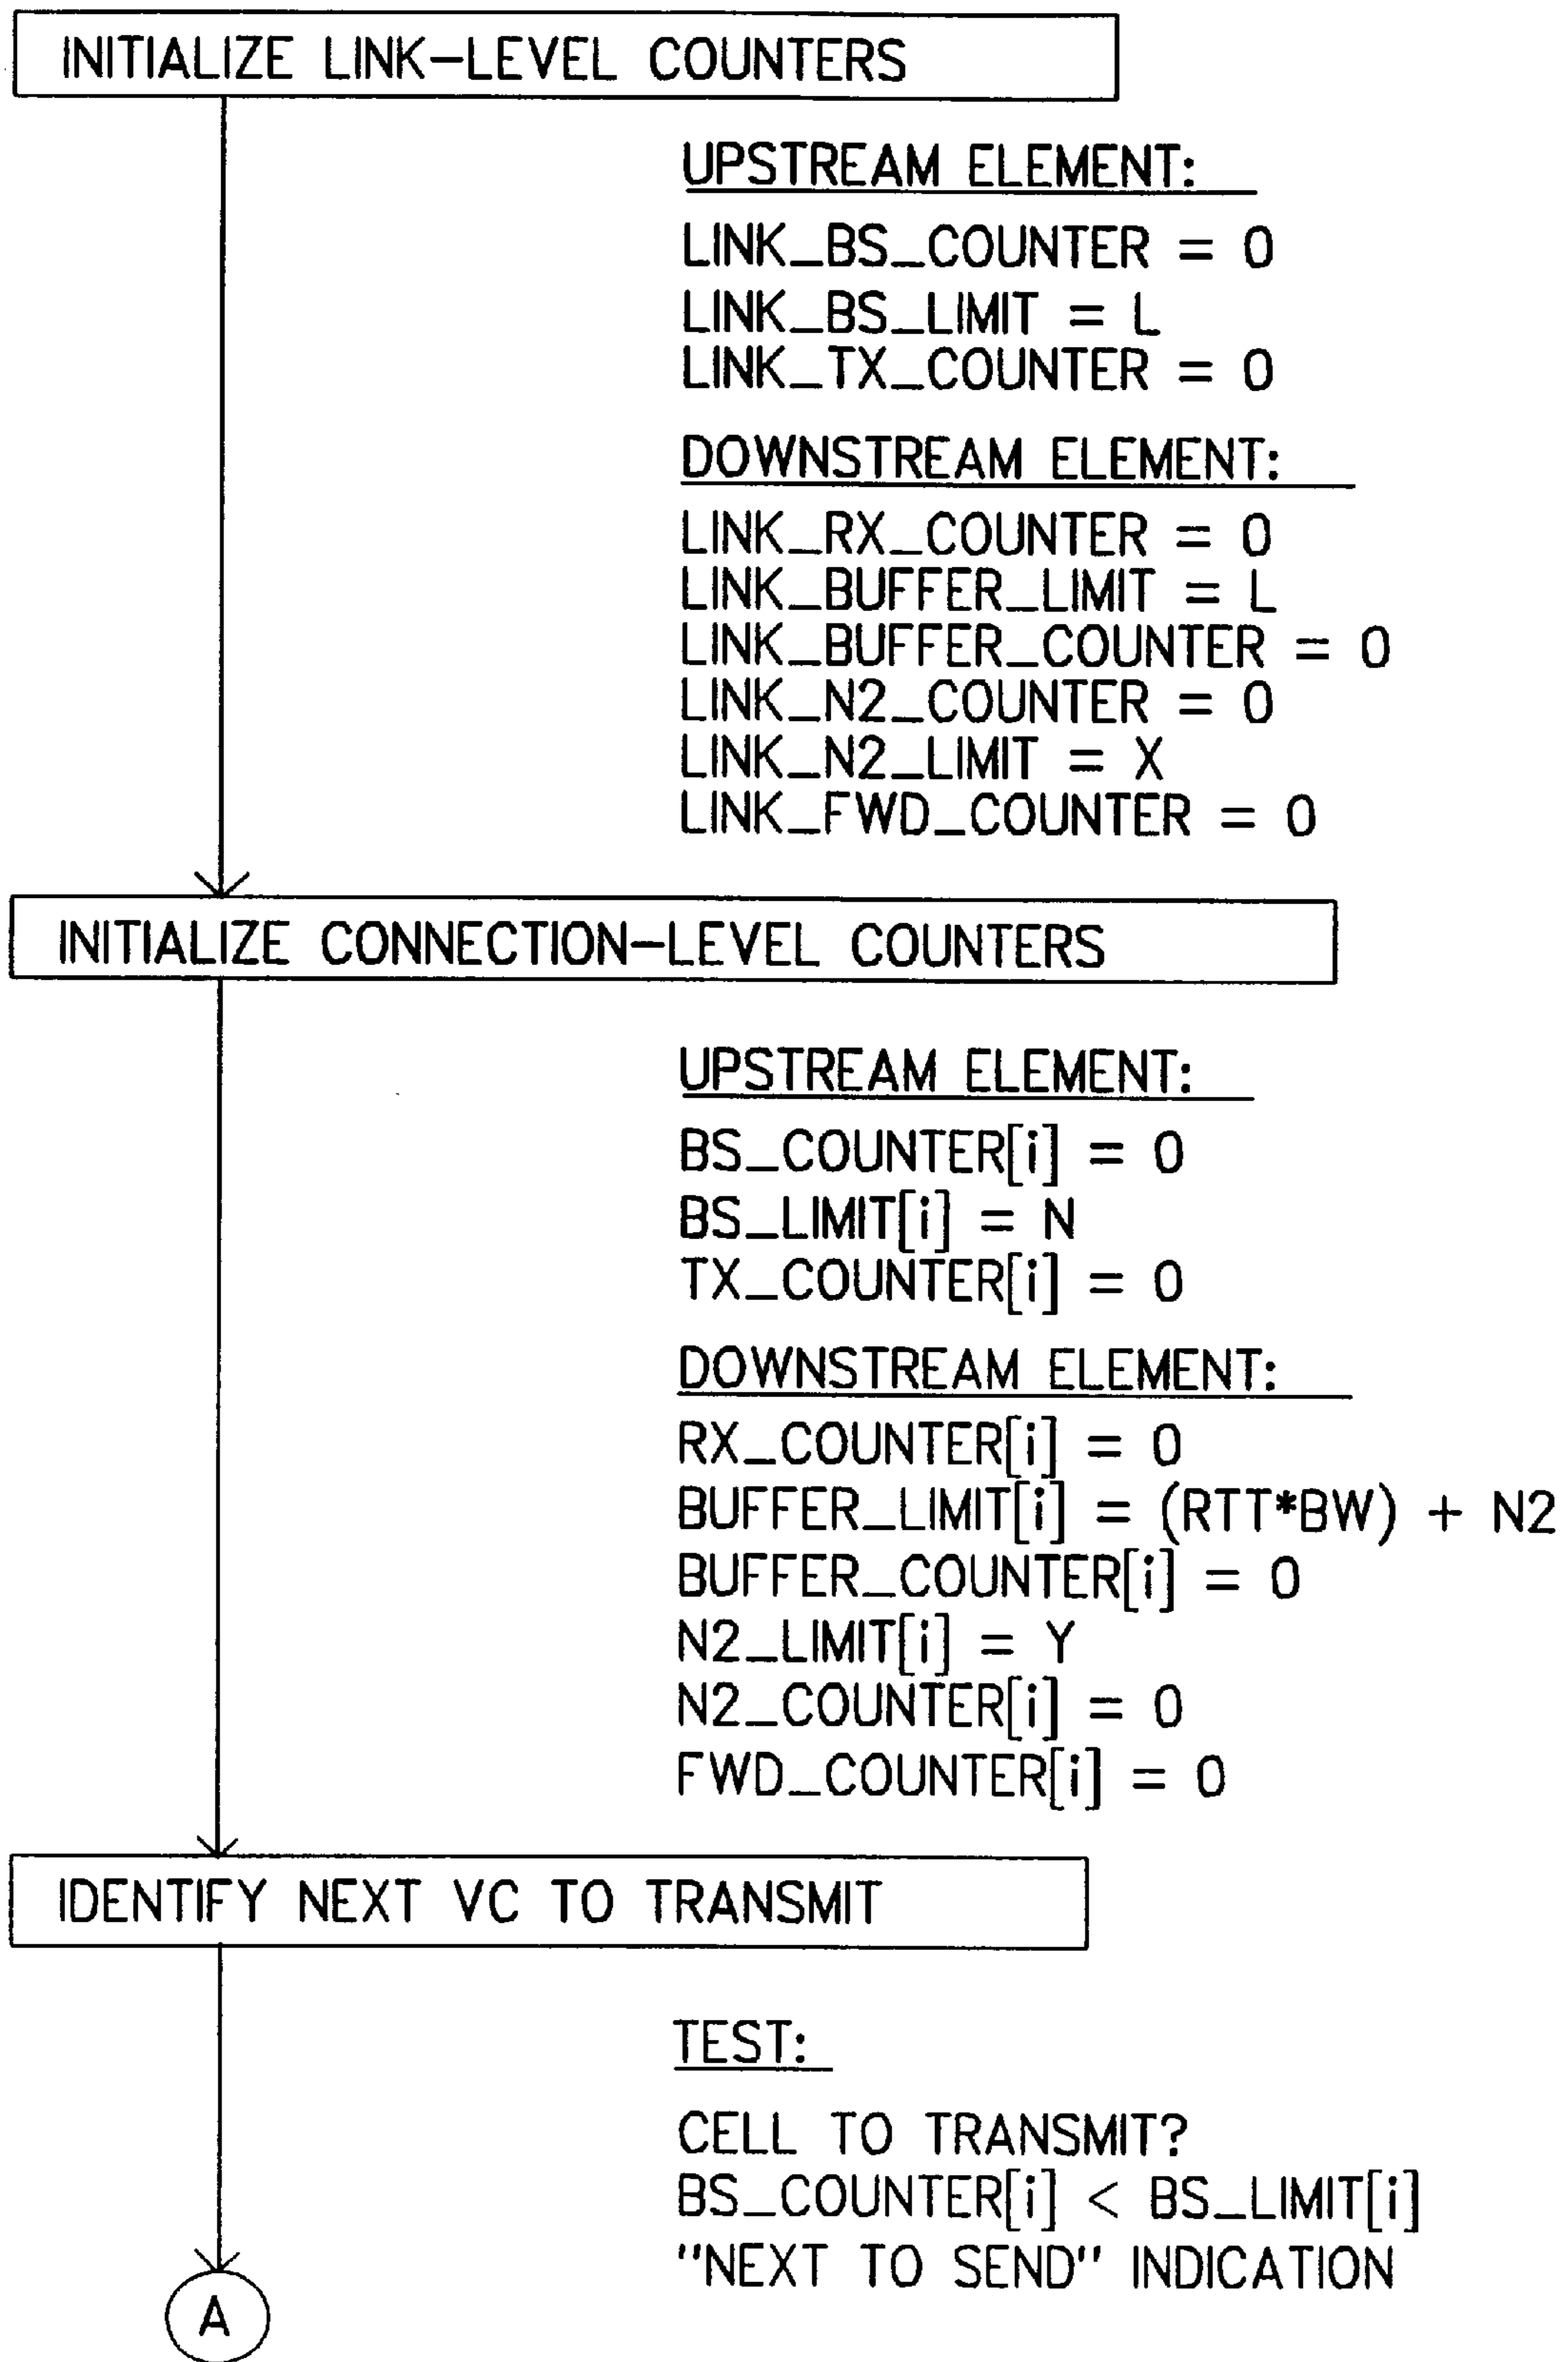 INITIALIZE LINK-LEVEL COUNTERS
UPSTREAM ELEMENT:
LINK_BS_COUNTER = 0
LINK_BS_LIMIT = L
LINK_TX_COUNTER = 0
DOWNSTREAM ELEMENT:
LINK_RX_COUNTER = 0
LINK_BUFFER_LIMIT = L
LINK_BUFFER_COUNTER = 0
LINK_N2_COUNTER = 0
LINK_N2_LIMIT = X
LINK_FWD_COUNTER = 0
INITIALIZE CONNECTION-LEVEL COUNTERS
UPSTREAM ELEMENT:
BS_COUNTER[i] = 0
BS_LIMIT[i] = N
TX_COUNTER[i] = 0
DOWNSTREAM ELEMENT:
RX_COUNTER[i] = 0
BUFFER_LIMIT[i] = (RTT*BW) + N2
BUFFER_COUNTER[i] = 0
N2_LIMIT[i] = Y
N2_COUNTER[i] = 0
FWD_COUNTER[i] = 0
IDENTIFY NEXT VC TO TRANSMIT
TEST:
CELL TO TRANSMIT?
BS_COUNTER[i] < BS_LIMIT[i]
"NEXT TO SEND" INDICATION
A